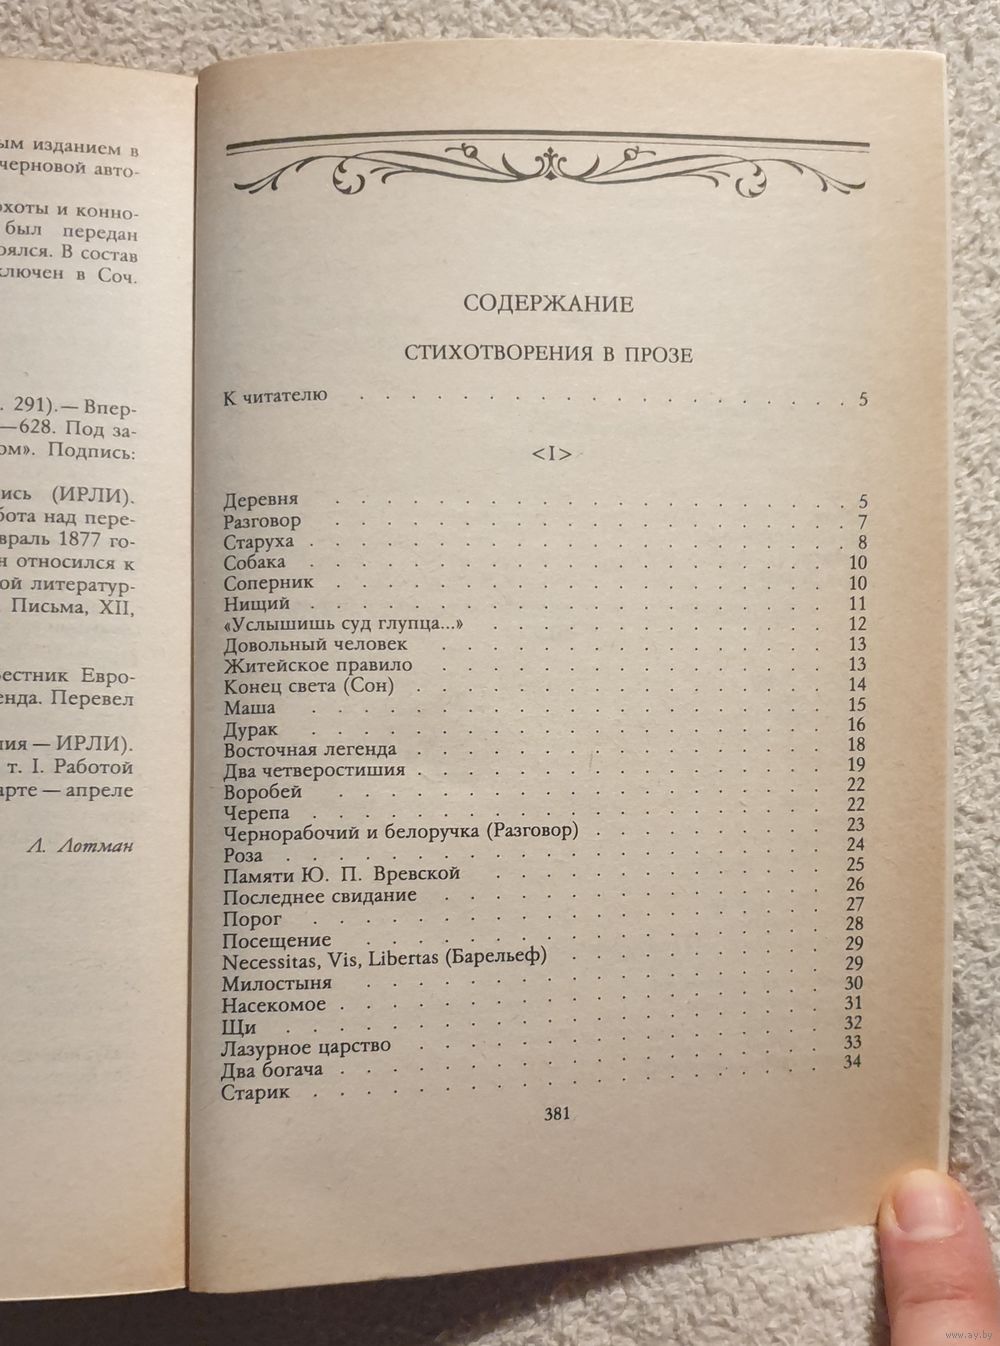 ым изданием в
черновой авто-
охоты и конно-
был передан
оялся. В состав
ключен в Соч.
. 291).— Впер-
—628. Под за-
ом». Подпись:
ись (ИРЛИ).
бота над пере-
враль 1877 го-
н относился к
ой литератур-
Письма, XII,
Вестник Евро-
енда. Перевел
ия — ИРЛИ).
т. I. Работой
арте — апреле
Л. Лотман
СОДЕРЖАНИЕ
СТИХОТВОРЕНИЯ В ПРОЗЕ
К читателю . . . . . . . . . . 5
<I>
Деревня . . . . . . . . . . 5
Разговор . . . . . . . . . . 7
Старуха . . . . . . . . . . 8
Собака . . . . . . . . . . 10
Соперник . . . . . . . . . . 10
Нищий . . . . . . . . . . 11
«Услышишь суд глупца...» . . . . . . . . . . 12
Довольный человек . . . . . . . . . . 13
Житейское правило . . . . . . . . . . 13
Конец света (Сон) . . . . . . . . . . 14
Маша . . . . . . . . . . 15
Дурак . . . . . . . . . . 16
Восточная легенда . . . . . . . . . . 18
Два четверостишия . . . . . . . . . . 19
Воробей . . . . . . . . . . 22
Черепа . . . . . . . . . . 22
Чернорабочий и белоручка (Разговор) . . . . . . . . . . 23
Роза . . . . . . . . . . 24
Памяти Ю. П. Вревской . . . . . . . . . . 25
Последнее свидание . . . . . . . . . . 26
Порог . . . . . . . . . . 27
Посещение . . . . . . . . . . 28
Necessitas, Vis, Libertas (Барельеф) . . . . . . . . . . 29
Милостыня . . . . . . . . . . 29
Насекомое . . . . . . . . . . 30
Щи . . . . . . . . . . 31
Лазурное царство . . . . . . . . . . 32
Два богача . . . . . . . . . . 33
Старик . . . . . . . . . . 34
381
www.ay.by